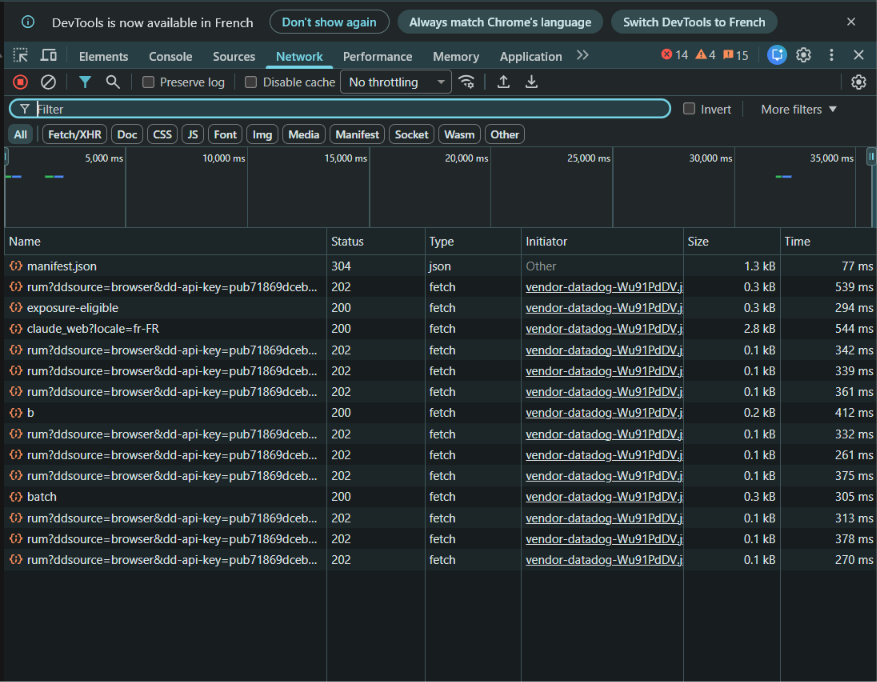 DevTools is now available in French Don't show again Always match Chrome's language Switch DevTools to French
Elements Console Sources Network Performance Memory Application 14 4 15
Preserve log Disable cache No throttling
Filter Invert More filters
All Fetch/XHR Doc CSS JS Font Img Media Manifest Socket Wasm Other
5,000 ms 10,000 ms 15,000 ms 20,000 ms 25,000 ms 30,000 ms 35,000 ms
Name Status Type Initiator Size Time
manifest.json 304 json Other 1.3 kB 77 ms
rum?ddsource=browser&dd-api-key=pub71869dceb... 202 fetch vendor-datadog-Wu91PdDV.j 0.3 kB 539 ms
exposure-eligible 200 fetch vendor-datadog-Wu91PdDV.j 0.3 kB 294 ms
claude_web?locale=fr-FR 200 fetch vendor-datadog-Wu91PdDV.j 2.8 kB 544 ms
rum?ddsource=browser&dd-api-key=pub71869dceb... 202 fetch vendor-datadog-Wu91PdDV.j 0.1 kB 342 ms
rum?ddsource=browser&dd-api-key=pub71869dceb... 202 fetch vendor-datadog-Wu91PdDV.j 0.1 kB 339 ms
rum?ddsource=browser&dd-api-key=pub71869dceb... 202 fetch vendor-datadog-Wu91PdDV.j 0.1 kB 361 ms
b 200 fetch vendor-datadog-Wu91PdDV.j 0.2 kB 412 ms
rum?ddsource=browser&dd-api-key=pub71869dceb... 202 fetch vendor-datadog-Wu91PdDV.j 0.1 kB 332 ms
rum?ddsource=browser&dd-api-key=pub71869dceb... 202 fetch vendor-datadog-Wu91PdDV.j 0.1 kB 261 ms
rum?ddsource=browser&dd-api-key=pub71869dceb... 202 fetch vendor-datadog-Wu91PdDV.j 0.1 kB 375 ms
batch 200 fetch vendor-datadog-Wu91PdDV.j 0.3 kB 305 ms
rum?ddsource=browser&dd-api-key=pub71869dceb... 202 fetch vendor-datadog-Wu91PdDV.j 0.1 kB 313 ms
rum?ddsource=browser&dd-api-key=pub71869dceb... 202 fetch vendor-datadog-Wu91PdDV.j 0.1 kB 378 ms
rum?ddsource=browser&dd-api-key=pub71869dceb... 202 fetch vendor-datadog-Wu91PdDV.j 0.1 kB 270 ms